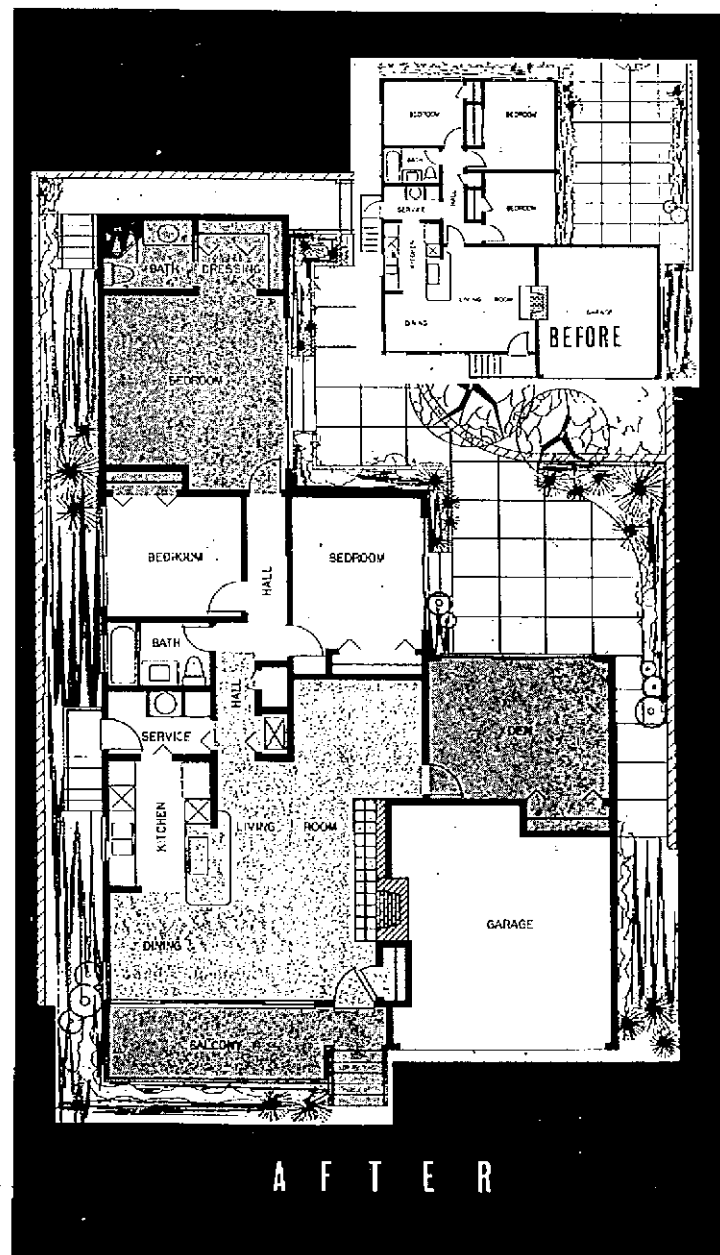 BEDROOM
BEDROOM
BATH
SERVICE
HALL
BEDROOM
KITCHEN
LIVING ROOM
DINING
GARAGE
BEFORE
BATH
DRESSING
BEDROOM
BEDROOM
HALL
BEDROOM
BATH
HALL
SERVICE
DEN
KITCHEN
LIVING ROOM
GARAGE
DINING
BALCONY
AFTER